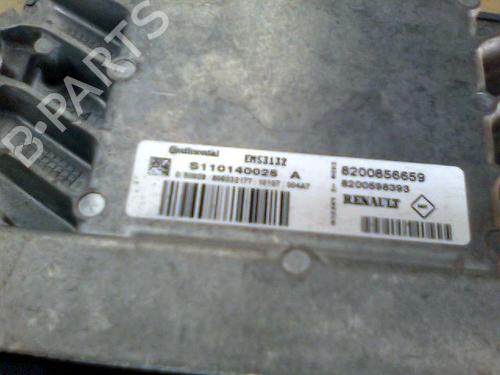 B-PARTS
Continental EMS3132
S110140025 A
8200856659
8200598393
RENAULT